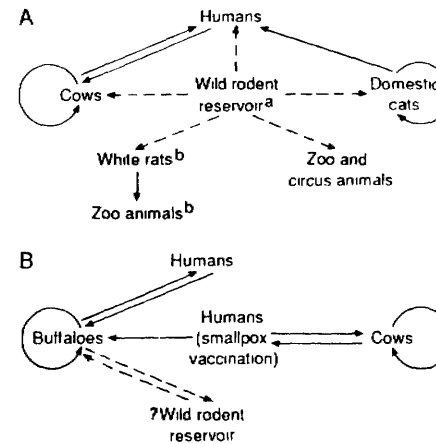 A
Humans
Cows
Wild rodent
reservoir a
Domestic
cats
White rats b
Zoo and
circus animals
Zoo animals b
B
Humans
Buffaloes
Humans
(smallpox
vaccination)
Cows
?Wild rodent
reservoir